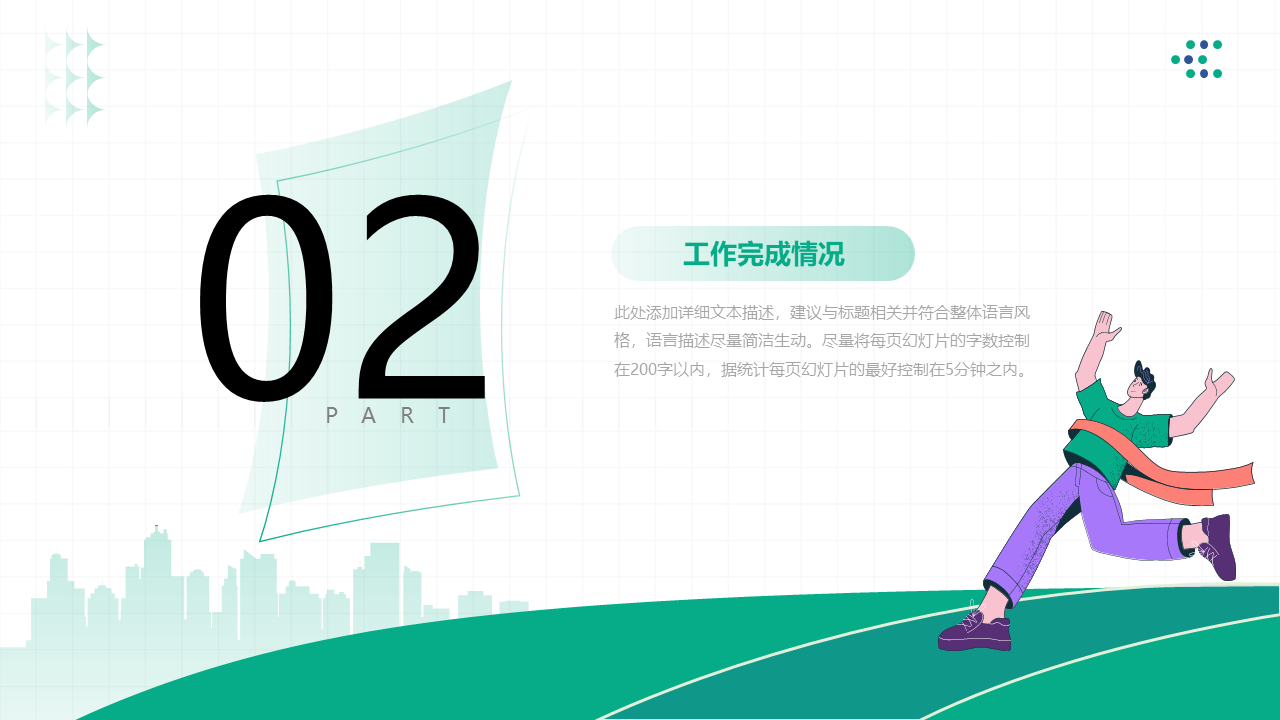 02
PART
工作完成情况
此处添加详细文本描述，建议与标题相关并符合整体语言风
格，语言描述尽量简洁生动。尽量将每页幻灯片的字数控制
在200字以内，据统计每页幻灯片的最好控制在5分钟之内。